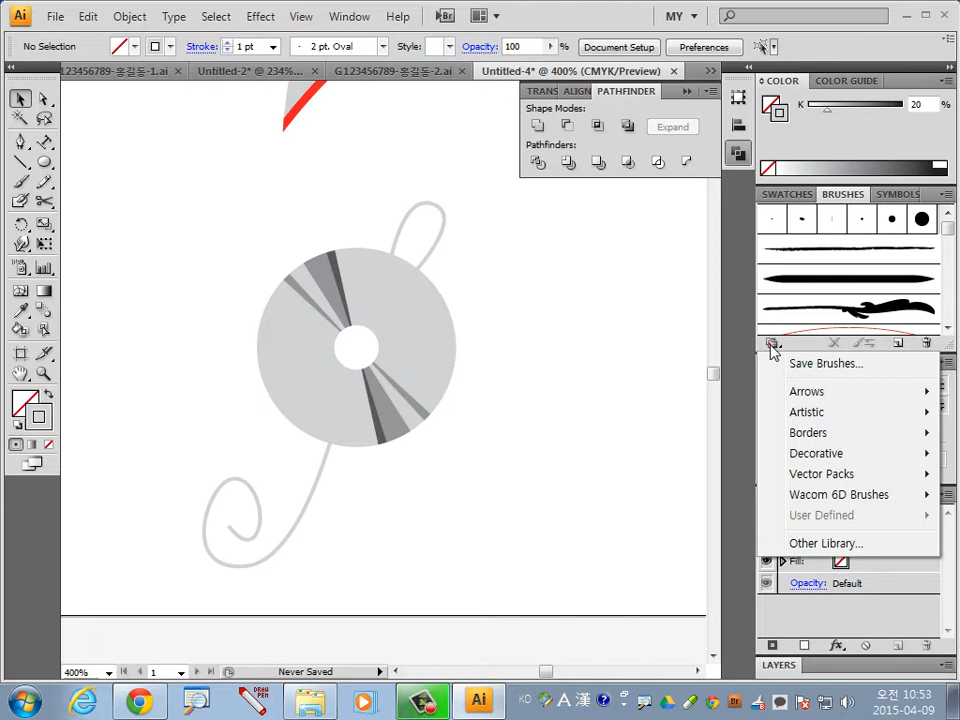 Ai File Edit Object Type Select Effect View Window Help Br MY
No Selection Stroke: 1 pt 2 pt. Oval Style: Opacity: 100 % Document Setup Preferences
123456789-홍길동-1.ai Untitled-2* @ 234%... G123456789-홍길동-2.ai Untitled-4* @ 400% (CMYK/Preview)
TRANS ALIGN PATHFINDER
Shape Modes:
Expand
Pathfinders:
COLOR COLOR GUIDE
K 20 %
SWATCHES BRUSHES SYMBOLS
Save Brushes...
Arrows
Artistic
Borders
Decorative
Vector Packs
Wacom 6D Brushes
User Defined
Other Library...
Fill:
Opacity: Default
LAYERS
400% 1 Never Saved
Ai KO A 漢 Br 오전 10:53
2015-04-09